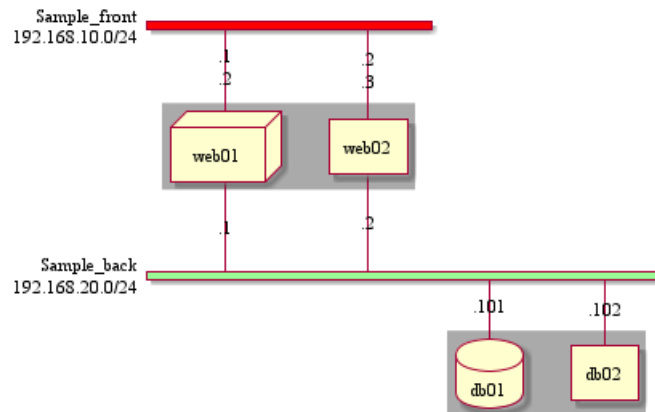 Sample_front
192.168.10.0/24
.1
.2
.2
.3
web01
web02
.1
.2
Sample_back
192.168.20.0/24
.101
.102
db01
db02